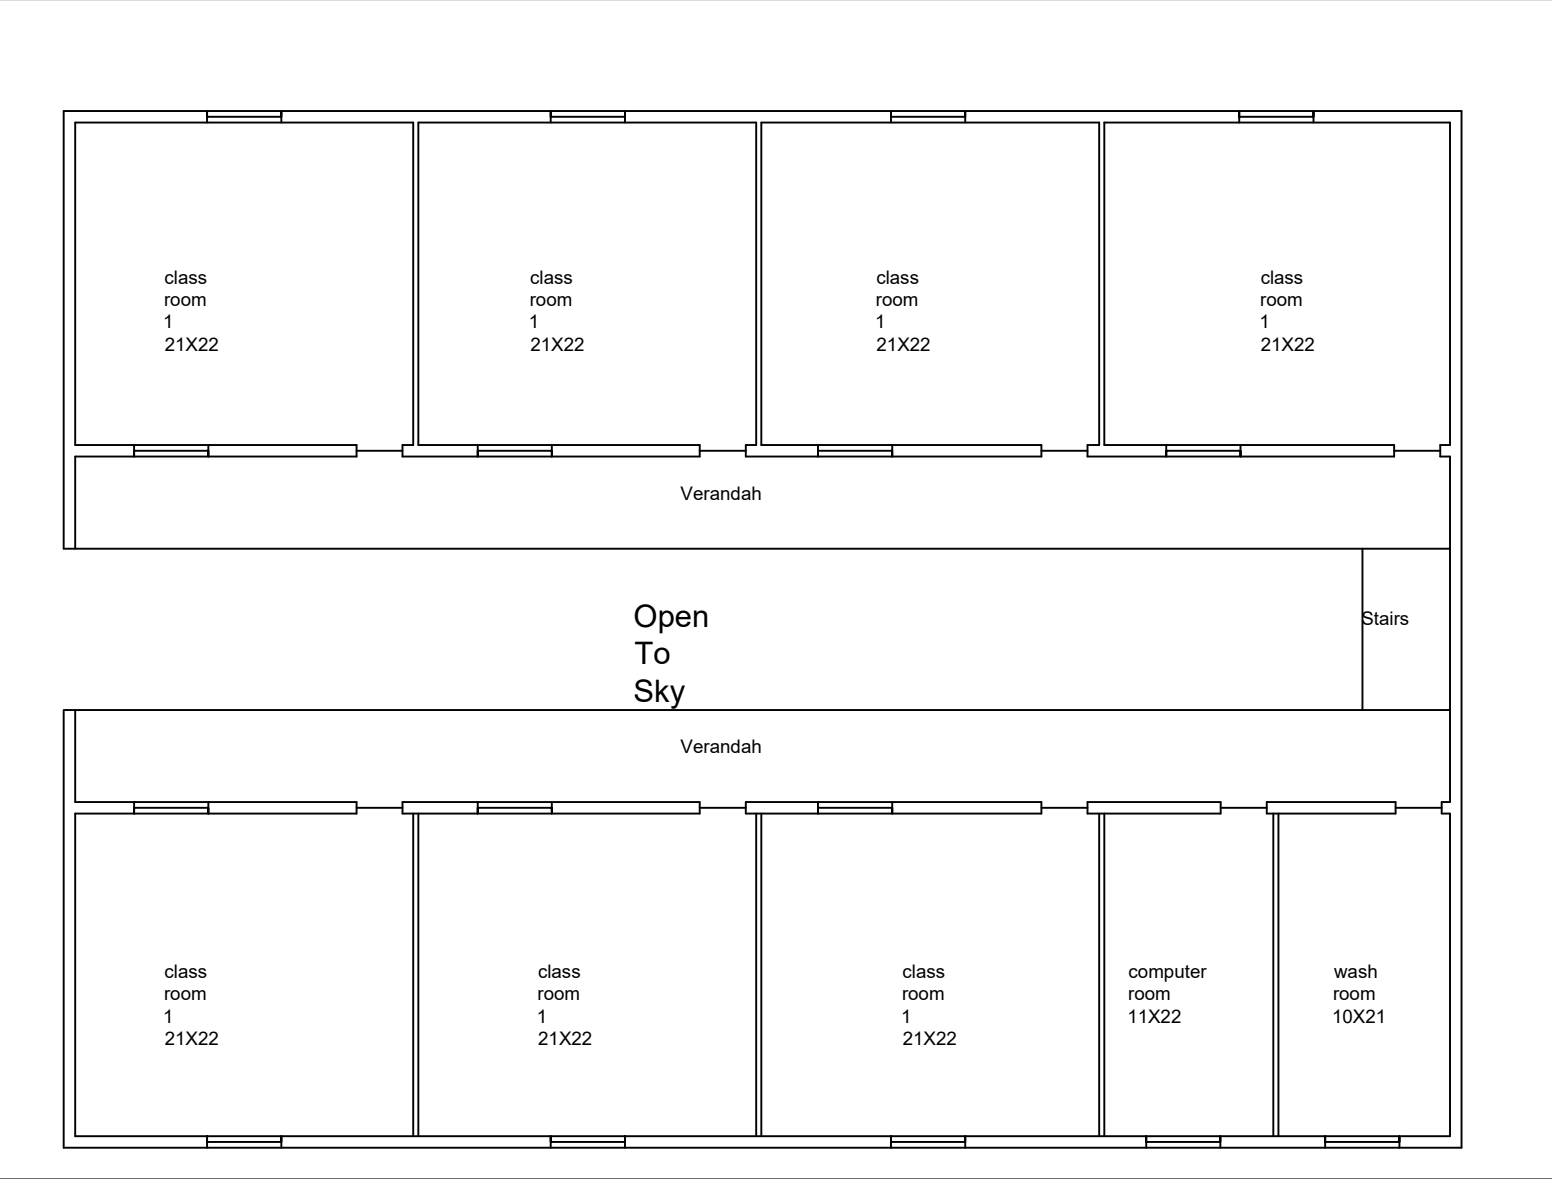 class
room
1
21X22
class
room
1
21X22
class
room
1
21X22
class
room
1
21X22
Verandah
Open
To
Sky
Stairs
Verandah
class
room
1
21X22
class
room
1
21X22
class
room
1
21X22
computer
room
11X22
wash
room
10X21